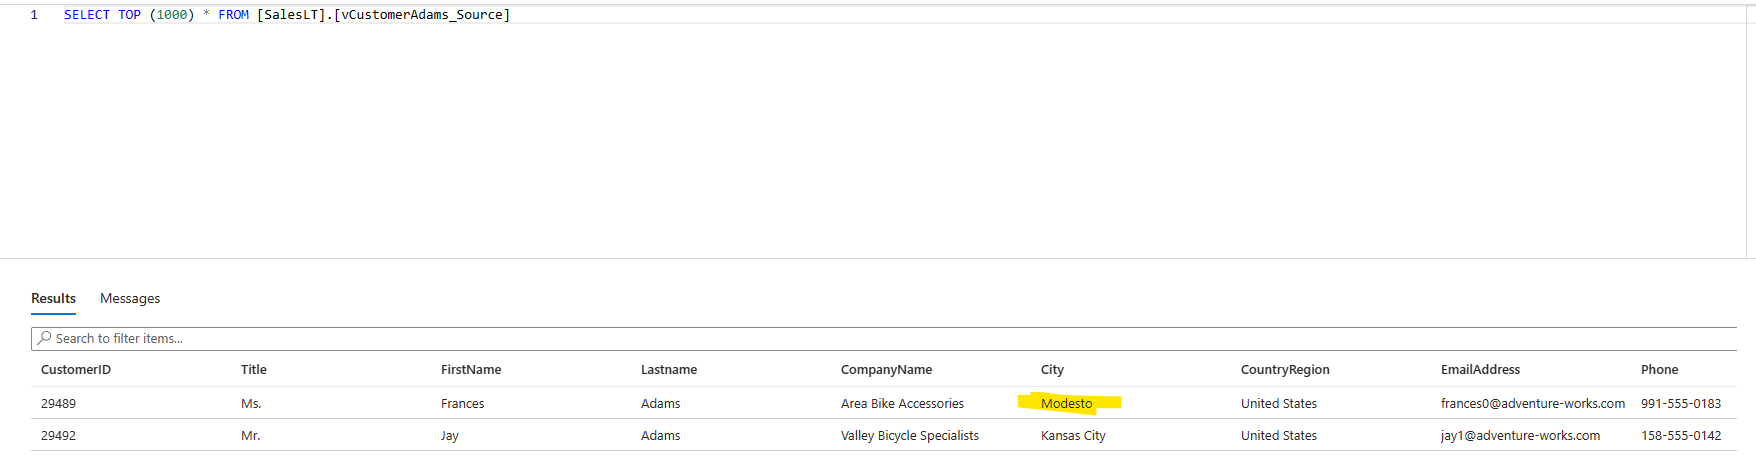 1 SELECT TOP (1000) * FROM [SalesLT].[vCustomerAdams_Source]
Results Messages
Search to filter items...
CustomerID Title FirstName Lastname CompanyName City CountryRegion EmailAddress Phone
29489 Ms. Frances Adams Area Bike Accessories Modesto United States frances0@adventure-works.com 991-555-0183
29492 Mr. Jay Adams Valley Bicycle Specialists Kansas City United States jay1@adventure-works.com 158-555-0142